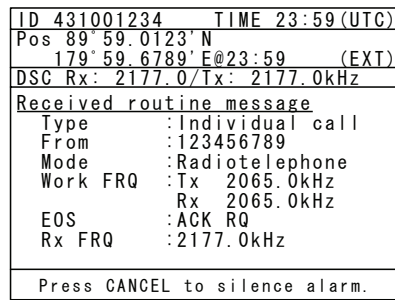 ID 431001234 TIME 23:59(UTC)
Pos 89°59.0123'N
179°59.6789'E@23:59 (EXT)
DSC Rx: 2177.0/Tx: 2177.0kHz
Received routine message
Type :Individual call
From :123456789
Mode :Radiotelephone
Work FRQ :Tx 2065.0kHz
Rx 2065.0kHz
EOS :ACK RQ
Rx FRQ :2177.0kHz
Press CANCEL to silence alarm.